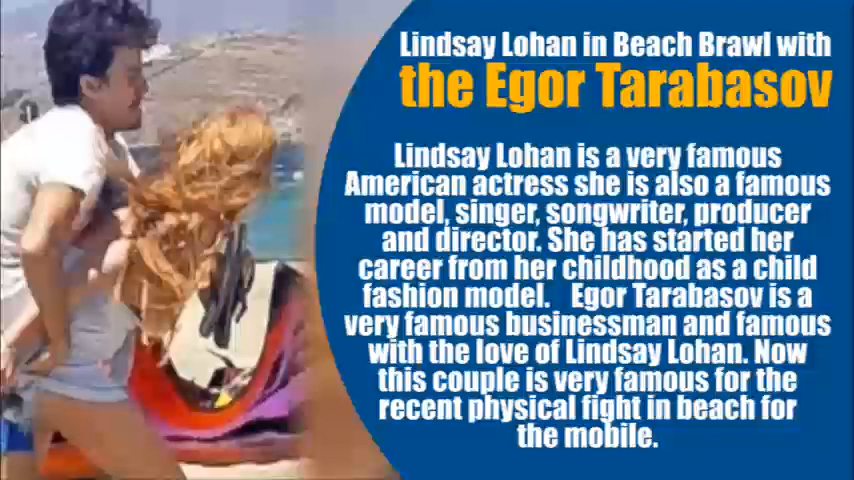 Lindsay Lohan in Beach Brawl with
the Egor Tarabasov
Lindsay Lohan is a very famous
American actress she is also a famous
model, singer, songwriter, producer
and director. She has started her
career from her childhood as a child
fashion model. Egor Tarabasov is a
very famous businessman and famous
with the love of Lindsay Lohan. Now
this couple is very famous for the
recent physical fight in beach for
the mobile.